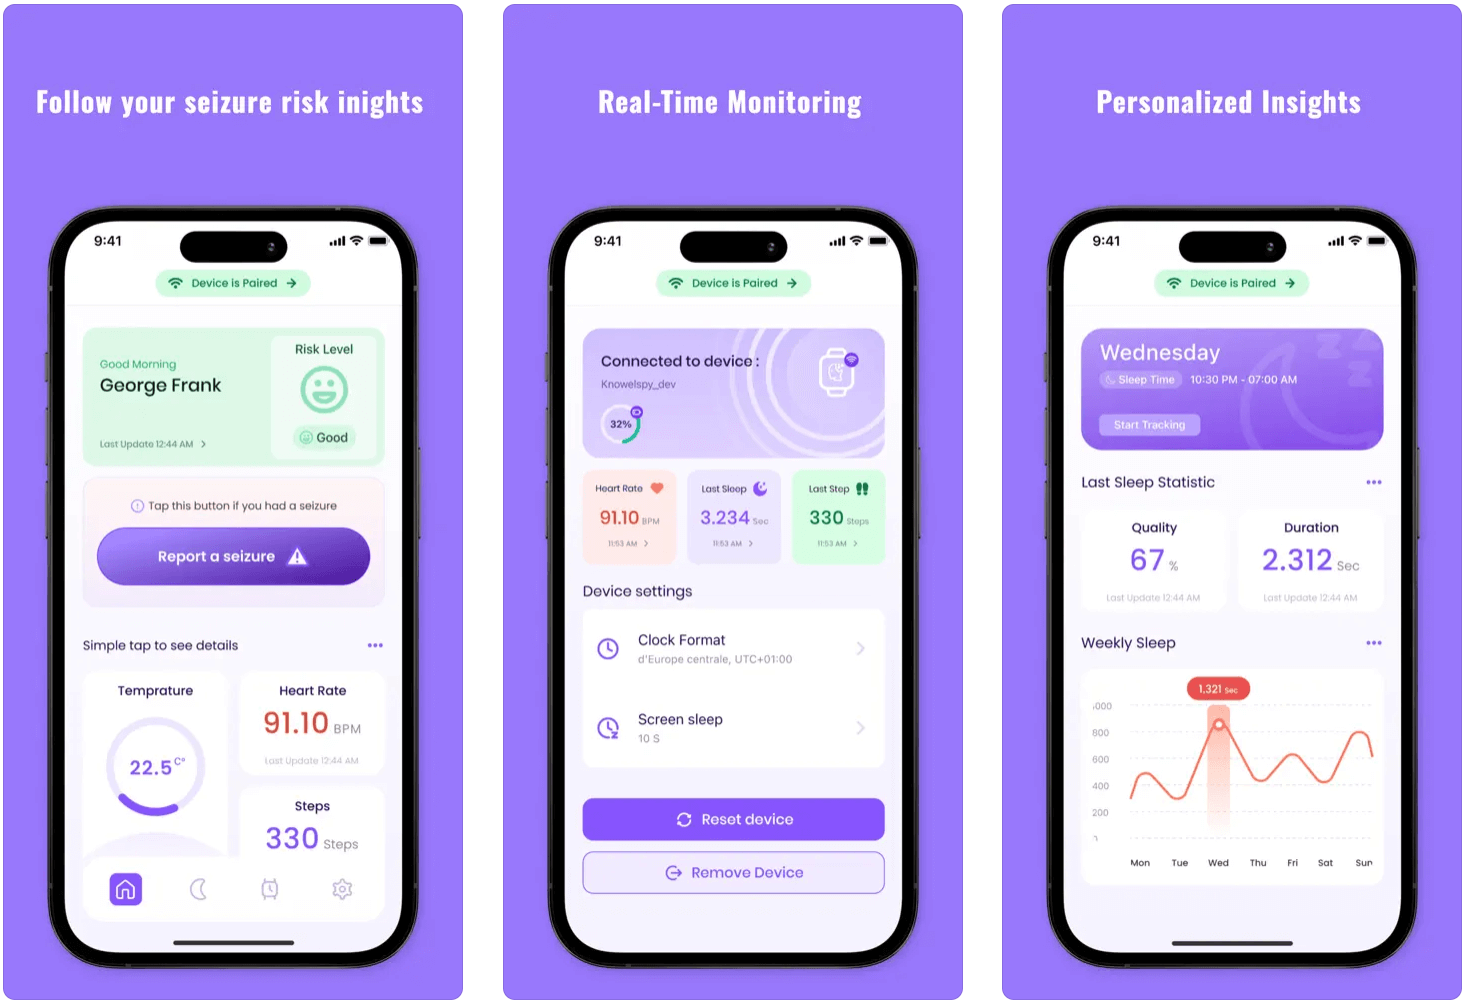 Follow your seizure risk inights
9:41
Device is Paired
Good Morning
George Frank
Last Update 12:44 AM
Risk Level
Good
Tap this button if you had a seizure
Report a seizure
Simple tap to see details
Temprature
22.5 C°
Heart Rate
91.10 BPM
Last Update 12:44 AM
Steps
330 Steps
Real-Time Monitoring
9:41
Device is Paired
Connected to device :
Knowelspy_dev
32%
Heart Rate
91.10 BPM
11:53 AM
Last Sleep
3.234 Sec
11:53 AM
Last Step
330 Steps
11:53 AM
Device settings
Clock Format
d'Europe centrale, UTC+01:00
Screen sleep
10 S
Reset device
Remove Device
Personalized Insights
9:41
Device is Paired
Wednesday
Sleep Time 10:30 PM - 07:00 AM
Start Tracking
Last Sleep Statistic
Quality
67 %
Last Update 12:44 AM
Duration
2.312 Sec
Last Update 12:44 AM
Weekly Sleep
1.321 Sec
800
600
400
200
Mon Tue Wed Thu Fri Sat Sun